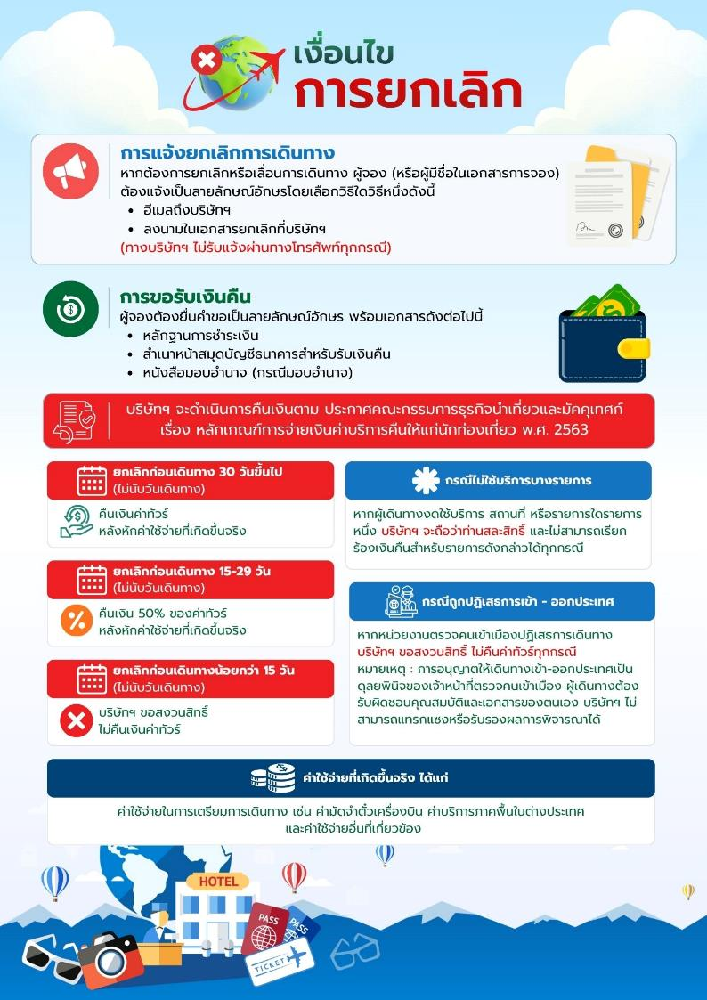 เงื่อนไข
การยกเลิก
การแจ้งยกเลิกการเดินทาง
หากต้องการยกเลิกหรือเลื่อนการเดินทาง ผู้จอง (หรือผู้มีชื่อในเอกสารการจอง)
ต้องแจ้งเป็นลายลักษณ์อักษรโดยเลือกวิธีใดวิธีหนึ่งดังนี้
• อีเมลถึงบริษัทฯ
• ลงนามในเอกสารยกเลิกที่บริษัทฯ
(ทางบริษัทฯ ไม่รับแจ้งผ่านทางโทรศัพท์ทุกกรณี)
การขอรับเงินคืน
ผู้จองต้องยื่นคำขอเป็นลายลักษณ์อักษร พร้อมเอกสารดังต่อไปนี้
• หลักฐานการชำระเงิน
• สำเนาหน้าสมุดบัญชีธนาคารสำหรับรับเงินคืน
• หนังสือมอบอำนาจ (กรณีมอบอำนาจ)
บริษัทฯ จะดำเนินการคืนเงินตาม ประกาศคณะกรรมการธุรกิจนำเที่ยวและมัคคุเทศก์
เรื่อง หลักเกณฑ์การจ่ายเงินค่าบริการคืนให้แก่นักท่องเที่ยว พ.ศ. 2563
ยกเลิกก่อนเดินทาง 30 วันขึ้นไป
(ไม่นับวันเดินทาง)
คืนเงินค่าทัวร์
หลังหักค่าใช้จ่ายที่เกิดขึ้นจริง
ยกเลิกก่อนเดินทาง 15-29 วัน
(ไม่นับวันเดินทาง)
คืนเงิน 50% ของค่าทัวร์
หลังหักค่าใช้จ่ายที่เกิดขึ้นจริง
ยกเลิกก่อนเดินทางน้อยกว่า 15 วัน
(ไม่นับวันเดินทาง)
บริษัทฯ ขอสงวนสิทธิ์
ไม่คืนเงินค่าทัวร์
กรณีไม่ใช้บริการบางรายการ
หากผู้เดินทางงดใช้บริการ สถานที่ หรือรายการใดรายการ
หนึ่ง บริษัทฯ จะถือว่าท่านสละสิทธิ์ และไม่สามารถเรียก
ร้องเงินคืนสำหรับรายการดังกล่าวได้ทุกกรณี
กรณีถูกปฏิเสธการเข้า - ออกประเทศ
หากหน่วยงานตรวจคนเข้าเมืองปฏิเสธการเดินทาง
บริษัทฯ ขอสงวนสิทธิ์ ไม่คืนค่าทัวร์ทุกกรณี
หมายเหตุ : การอนุญาตให้เดินทางเข้า-ออกประเทศเป็น
ดุลยพินิจของเจ้าหน้าที่ตรวจคนเข้าเมือง ผู้เดินทางต้อง
รับผิดชอบคุณสมบัติและเอกสารของตนเอง บริษัทฯ ไม่
สามารถแทรกแซงหรือรับรองผลการพิจารณาได้
ค่าใช้จ่ายที่เกิดขึ้นจริง ได้แก่
ค่าใช้จ่ายในการเตรียมการเดินทาง เช่น ค่ามัดจำตั๋วเครื่องบิน ค่าบริการภาคพื้นในต่างประเทศ
และค่าใช้จ่ายอื่นที่เกี่ยวข้อง
HOTEL
PASS
PASS
TICKET